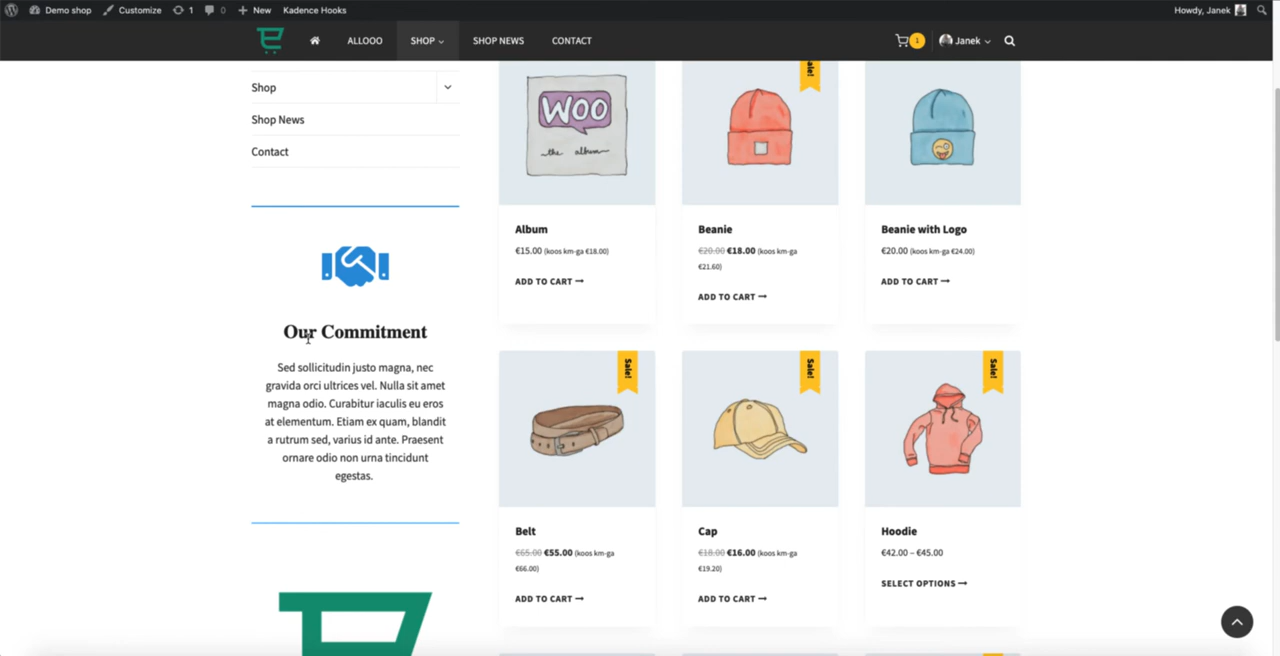 Demo shop Customize 1 0 New Kadence Hooks Howdy, Janek
ALLOOO SHOP SHOP NEWS CONTACT 1 Janek
Shop
Shop News
Contact
Our Commitment
Sed sollicitudin justo magna, nec
gravida orci ultrices vel. Nulla sit amet
magna odio. Curabitur iaculis eu eros
at elementum. Etiam ex quam, blandit
a rutrum sed, varius id ante. Praesent
ornare odio non urna tincidunt
egestas.
WOO
the album
Album
€15.00 (koos km-ga €18.00)
ADD TO CART
Sale!
Beanie
€20.00 €18.00 (koos km-ga
€21.60)
ADD TO CART
Beanie with Logo
€20.00 (koos km-ga €24.00)
ADD TO CART
Sale!
Belt
€65.00 €55.00 (koos km-ga
€66.00)
ADD TO CART
Sale!
Cap
€18.00 €16.00 (koos km-ga
€19.20)
ADD TO CART
Sale!
Hoodie
€42.00 – €45.00
SELECT OPTIONS